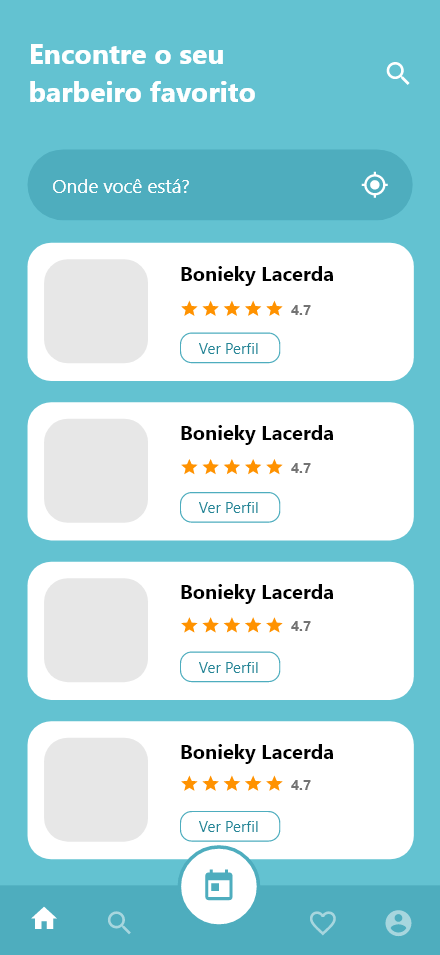 Encontre o seu
barbeiro favorito
Onde você está?
Bonieky Lacerda
4.7
Ver Perfil
Bonieky Lacerda
4.7
Ver Perfil
Bonieky Lacerda
4.7
Ver Perfil
Bonieky Lacerda
4.7
Ver Perfil